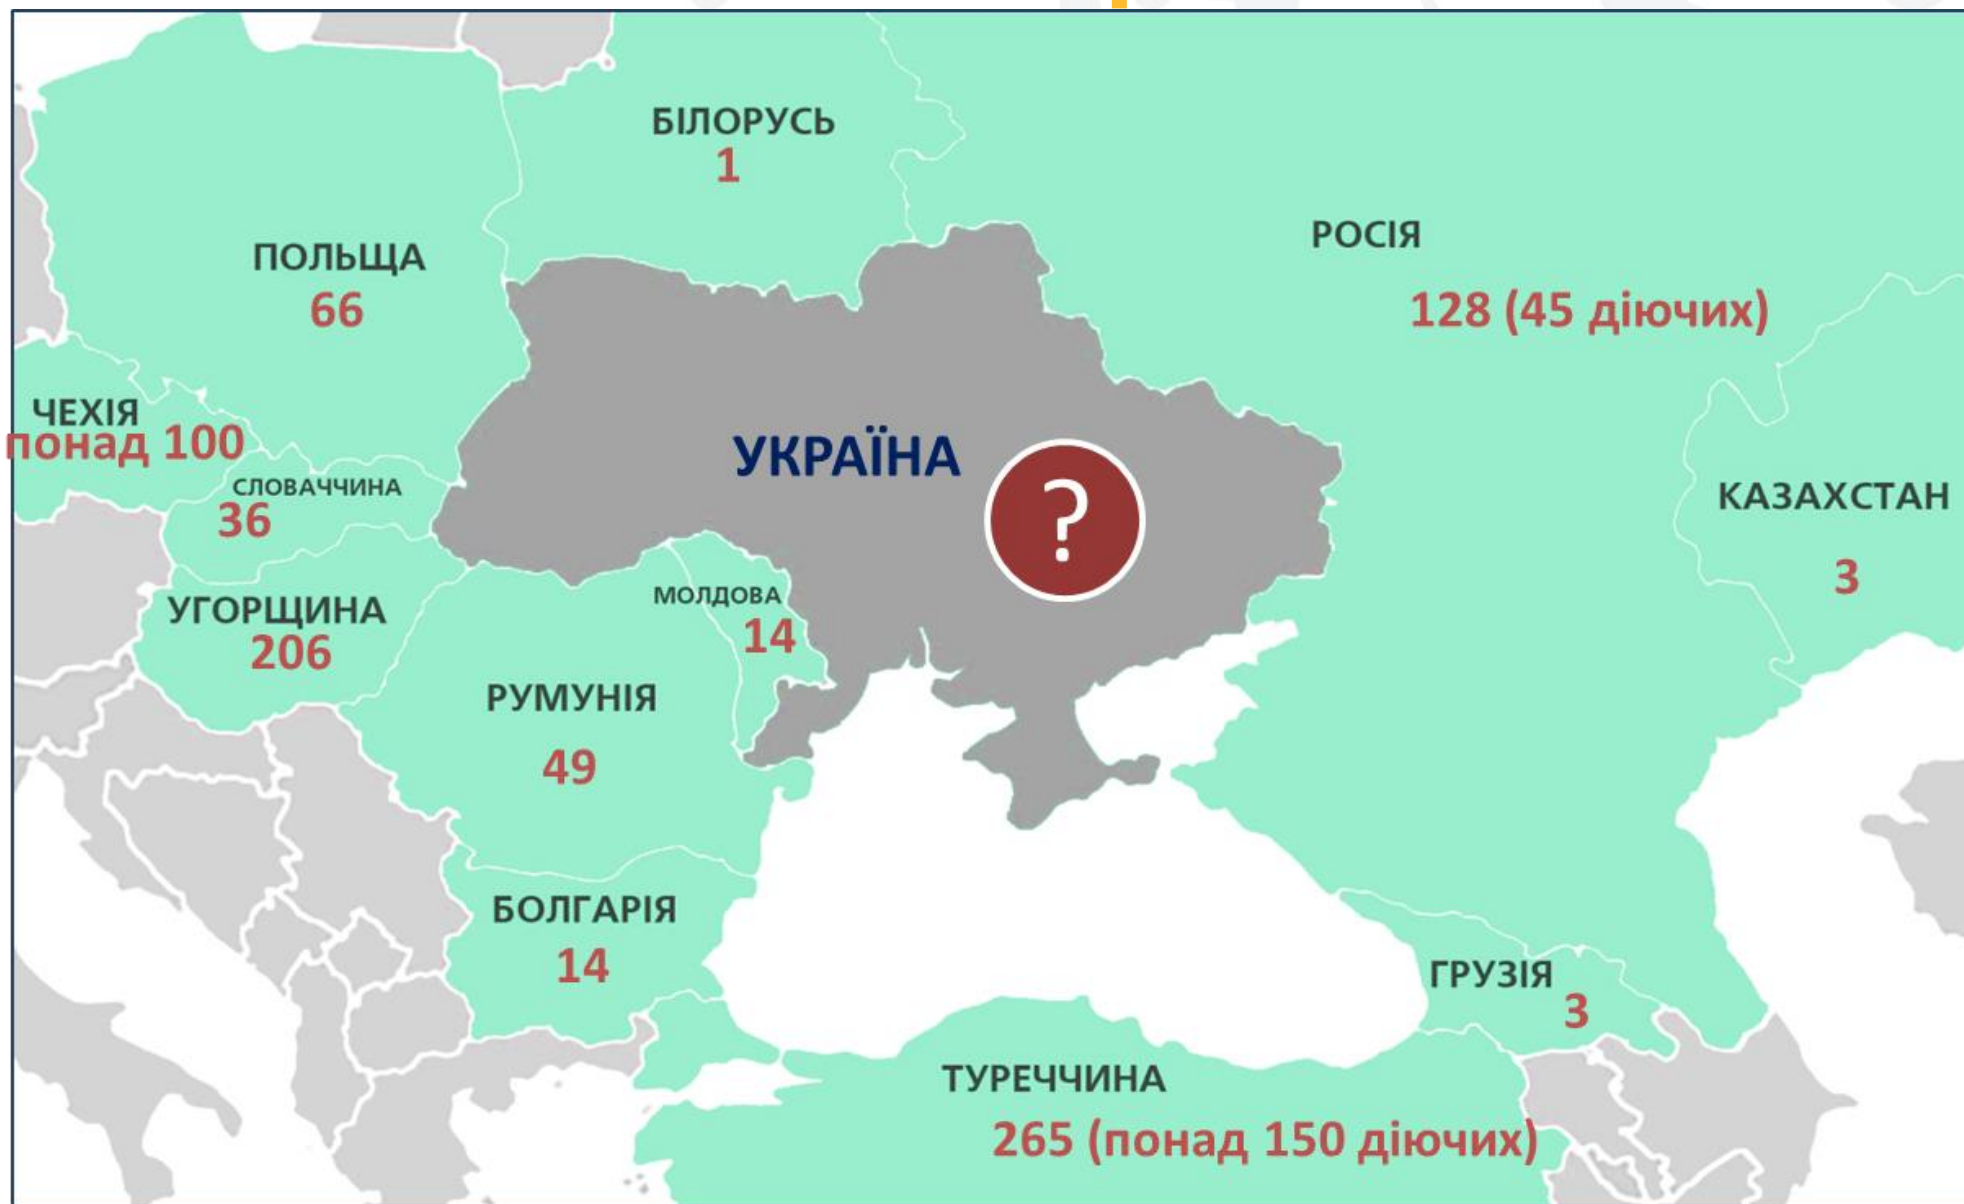 БІЛОРУСЬ
1
РОСІЯ
128 (45 діючих)
ПОЛЬЩА
66
ЧЕХІЯ
понад 100
СЛОВАЧЧИНА
36
УКРАЇНА
?
КАЗАХСТАН
3
УГОРЩИНА
206
МОЛДОВА
14
РУМУНІЯ
49
БОЛГАРІЯ
14
ГРУЗІЯ
3
ТУРЕЧЧИНА
265 (понад 150 діючих)